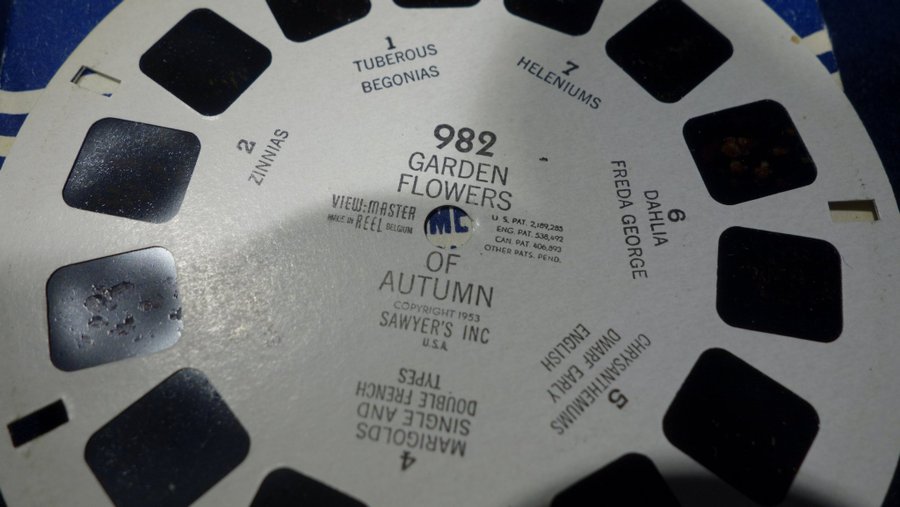 982
GARDEN
FLOWERS
VIEW-MASTER
MADE IN REEL BELGIUM
U.S. PAT. 2,189,285
ENG. PAT. 538,492
CAN. PAT. 406,893
OTHER PATS. PEND.
OF
AUTUMN
COPYRIGHT 1953
SAWYER'S INC
U.S.A.
1
TUBEROUS
BEGONIAS
2
ZINNIAS
4
MARIGOLDS
SINGLE AND
DOUBLE FRENCH
TYPES
5
CHRYSANTHEMUMS
DWARF EARLY
ENGLISH
6
DAHLIA
FREDA GEORGE
7
HELENIUMS